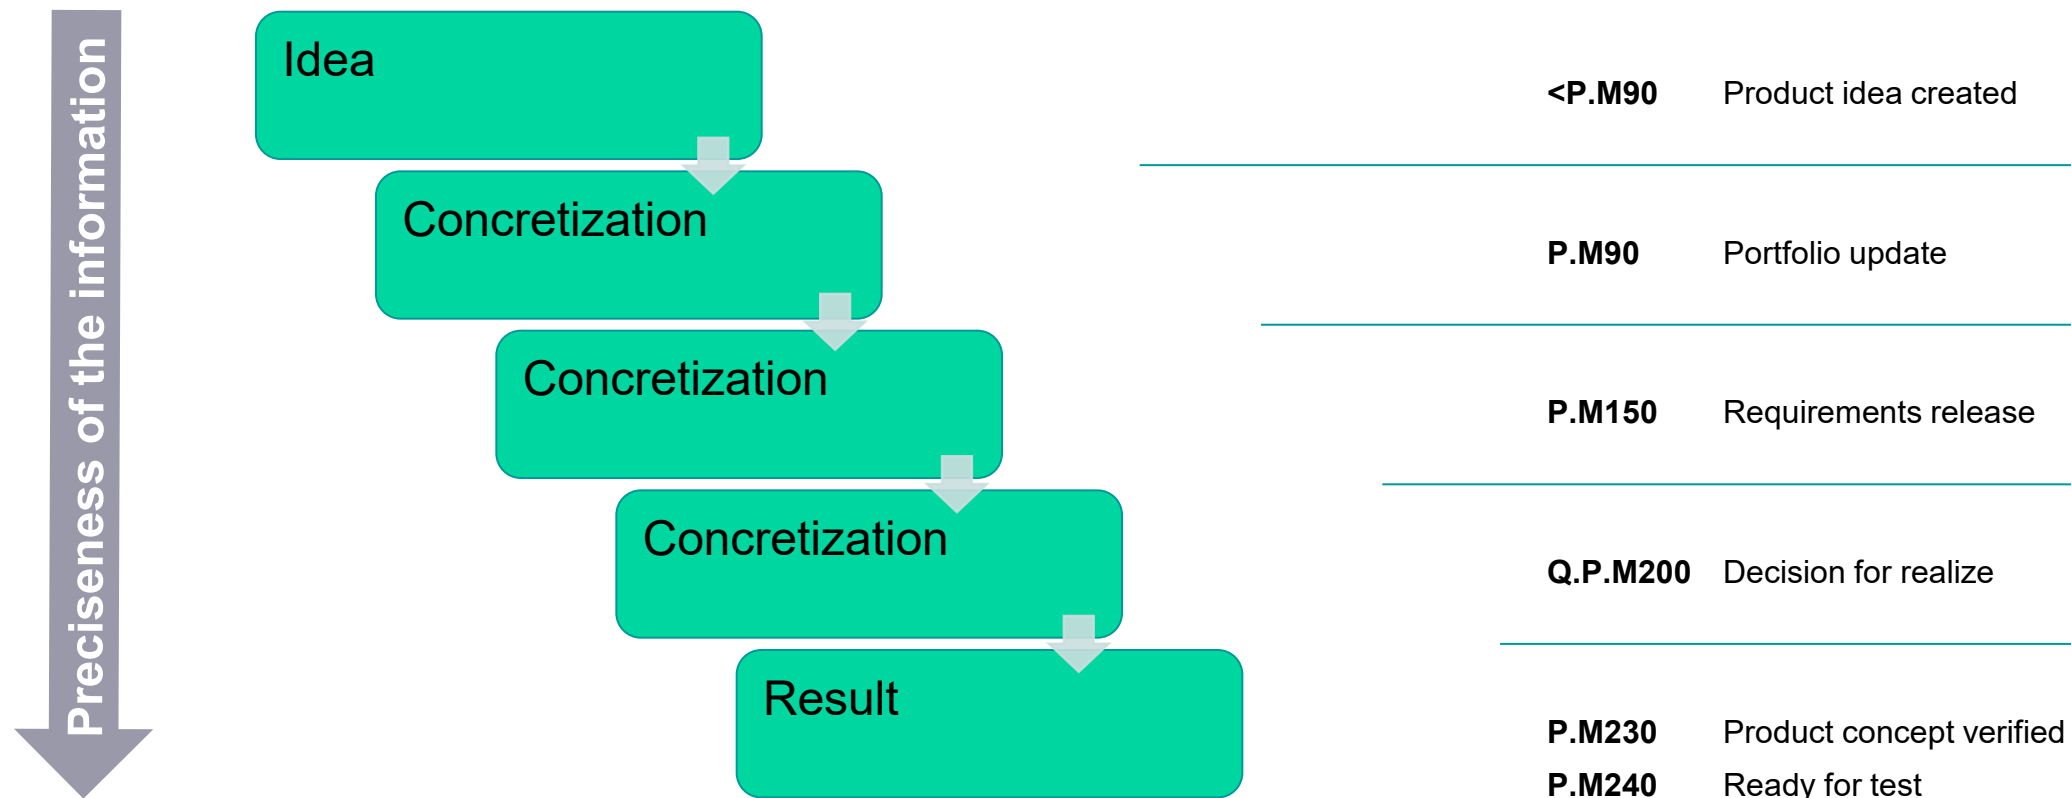 Preciseness of the information
Idea
<P.M90 Product idea created
Concretization
P.M90 Portfolio update
Concretization
P.M150 Requirements release
Concretization
Q.P.M200 Decision for realize
Result
P.M230 Product concept verified
P.M240 Ready for test